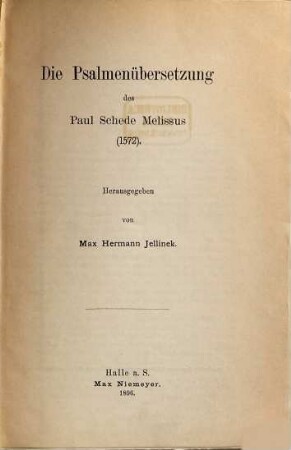 Die Psalmenübersetzung
des
Paul Schede Melissus
(1572).
Herausgegeben
von
Max Hermann Jellinek.
Halle a. S.
Max Niemeyer.
1896.